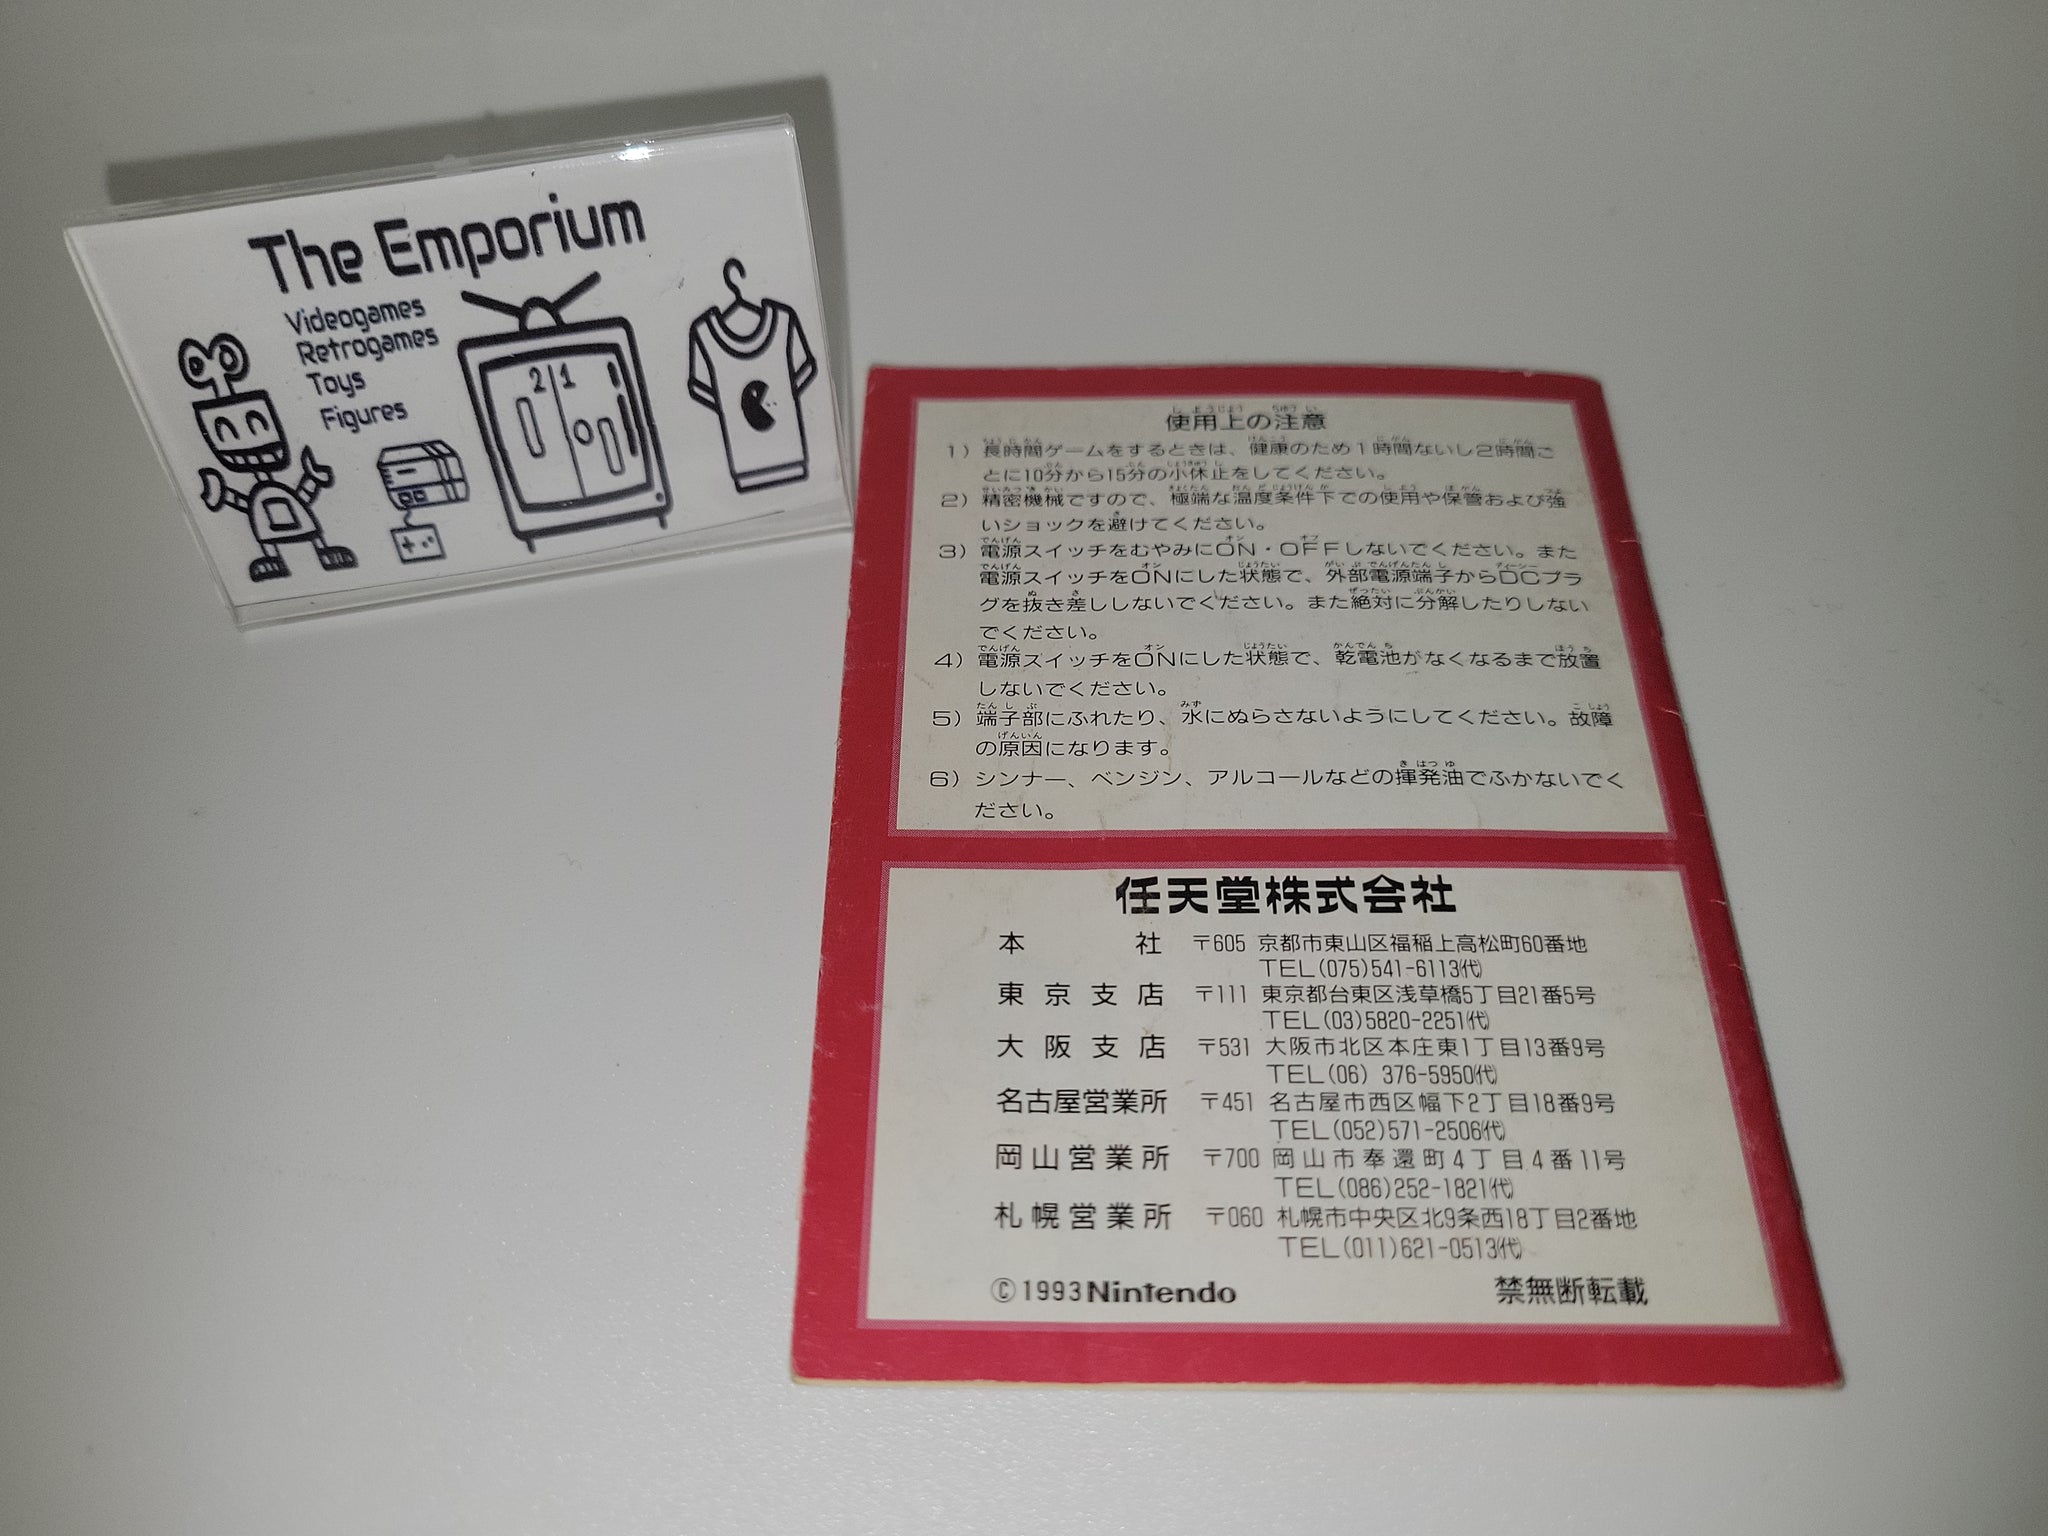 The Emporium
Videogames
Retrogames
Toys
Figures
2 1
使用上の注意
1）長時間ゲームをするときは、健康のため1時間ないし2時間ご
とに10分から15分の小休止をしてください。
2）精密機械ですので、極端な温度条件下での使用や保管および強
いショックを避けてください。
3）電源スイッチをむやみにON・OFFしないでください。また
電源スイッチをONにした状態で、外部電源端子からDCプラ
グを抜き差ししないでください。また絶対に分解したりしない
でください。
4）電源スイッチをONにした状態で、乾電池がなくなるまで放置
しないでください。
5）端子部にふれたり、水にぬらさないようにしてください。故障
の原因になります。
6）シンナー、ベンジン、アルコールなどの揮発油でふかないでく
ださい。
任天堂株式会社
本社 〒605 京都市東山区福稲上高松町60番地
TEL(075)541-6113(代)
東京支店 〒111 東京都台東区浅草橋5丁目21番5号
TEL(03)5820-2251(代)
大阪支店 〒531 大阪市北区本庄東1丁目13番9号
TEL(06) 376-5950(代)
名古屋営業所 〒451 名古屋市西区幅下2丁目18番9号
TEL(052)571-2506(代)
岡山営業所 〒700 岡山市奉還町4丁目4番11号
TEL(086)252-1821(代)
札幌営業所 〒060 札幌市中央区北9条西18丁目2番地
TEL(011)621-0513(代)
©1993 Nintendo 禁無断転載